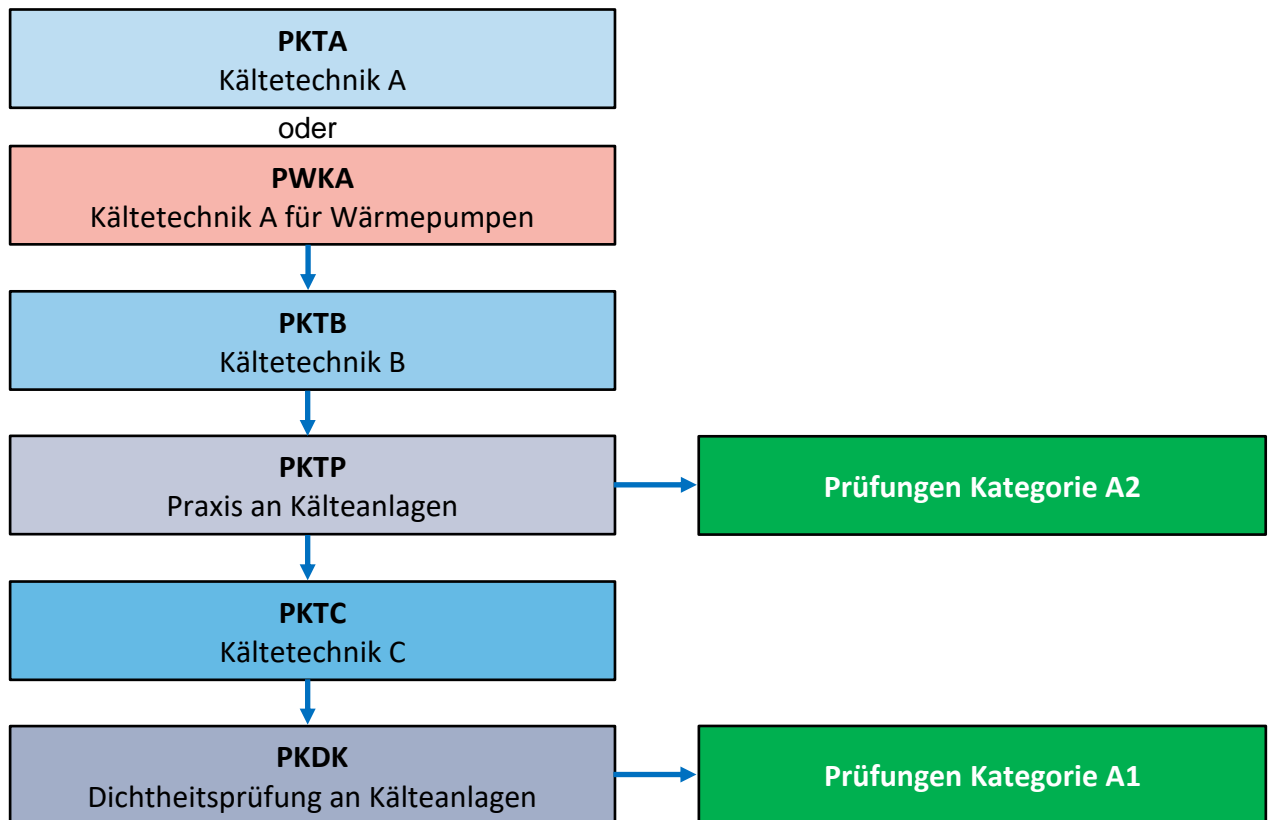 PKTA
Kältetechnik A
oder
PWKA
Kältetechnik A für Wärmepumpen
PKTB
Kältetechnik B
PKTP
Praxis an Kälteanlagen
Prüfungen Kategorie A2
PKTC
Kältetechnik C
PKDK
Dichtheitsprüfung an Kälteanlagen
Prüfungen Kategorie A1